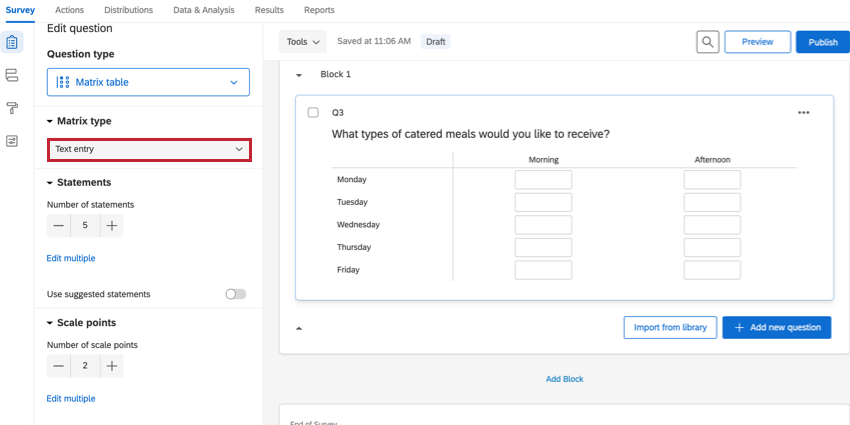 Survey Actions Distributions Data & Analysis Results Reports
Edit question
Question type
Matrix table
Matrix type
Text entry
Statements
Number of statements
5
Edit multiple
Use suggested statements
Scale points
Number of scale points
2
Edit multiple
Tools Saved at 11:06 AM Draft Preview Publish
Block 1
Q3
What types of catered meals would you like to receive?
Morning Afternoon
Monday
Tuesday
Wednesday
Thursday
Friday
Import from library Add new question
Add Block
End of Survey